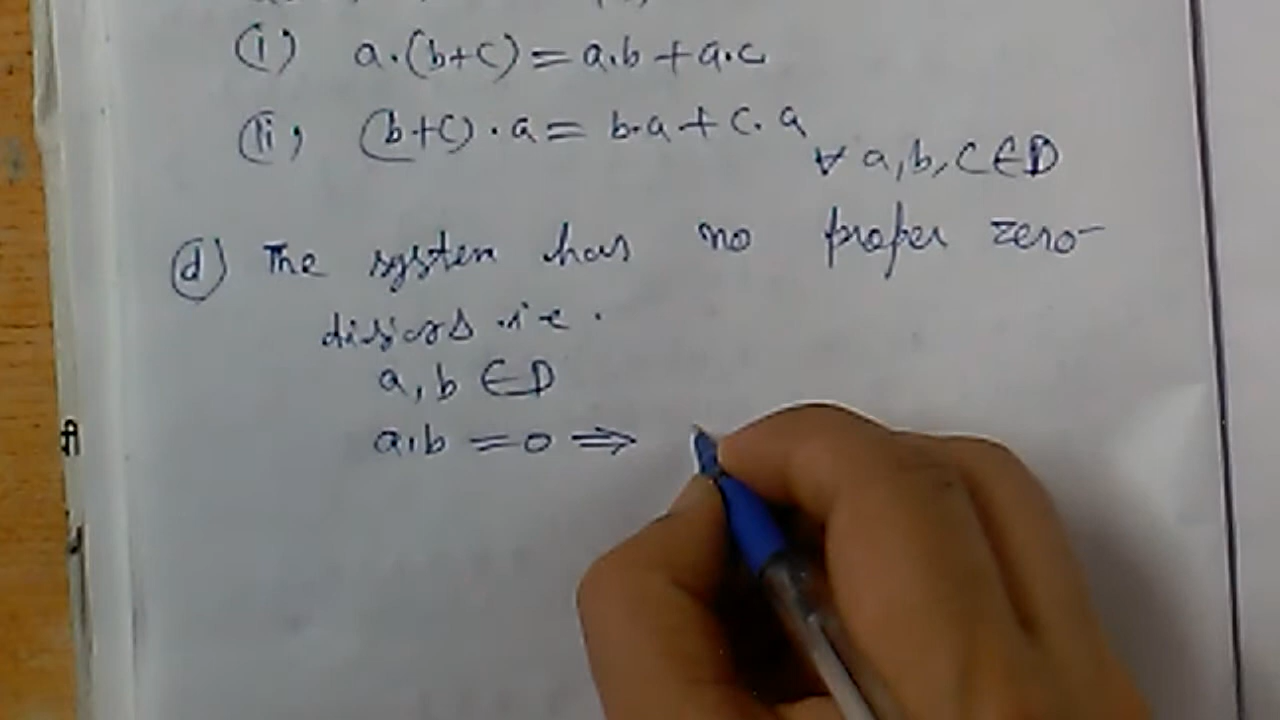 (i) a.(b+c) = a.b + a.c
(ii) (b+c).a = b.a + c.a
∀ a, b, c ∈ D
(d) The system has no proper zero-
divisors i.e.
a, b ∈ D
a.b = 0 ⇒